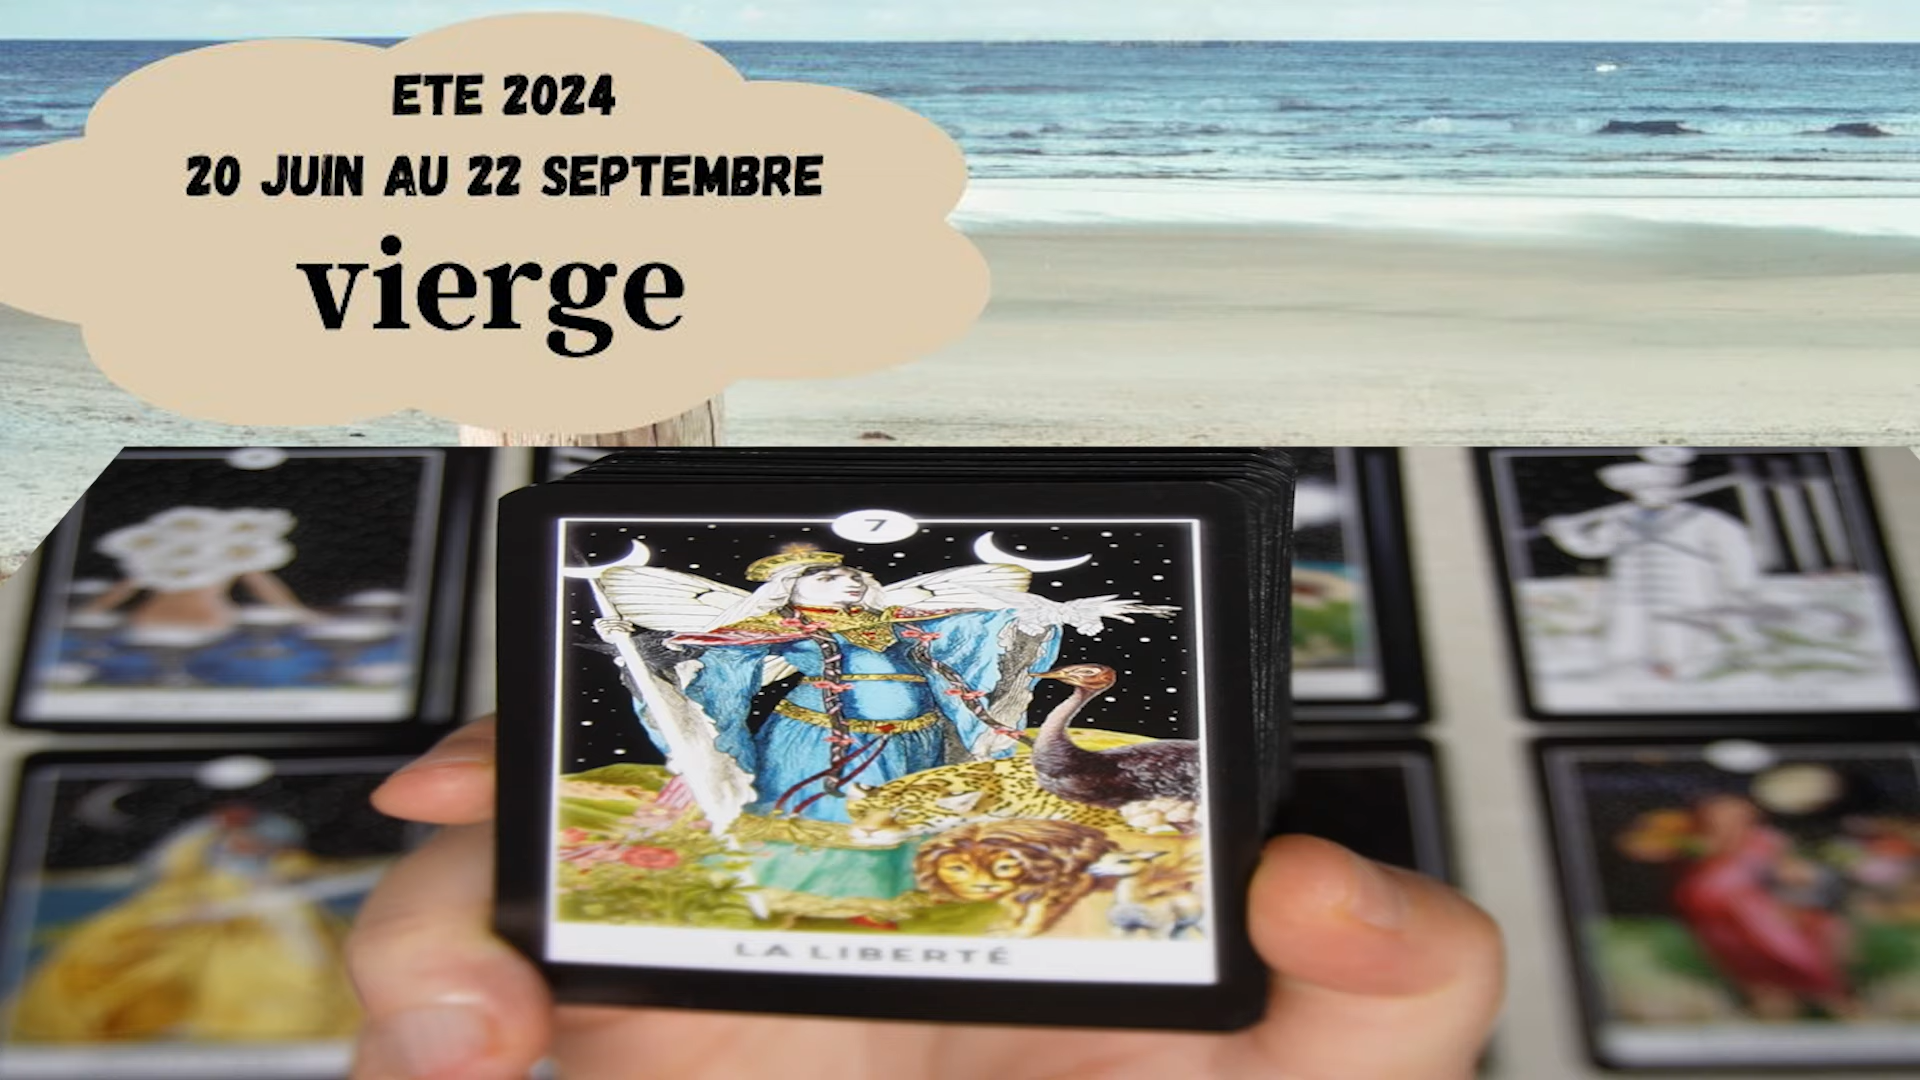 ETE 2024
20 JUIN AU 22 SEPTEMBRE
vierge
7
LA LIBERTÉ